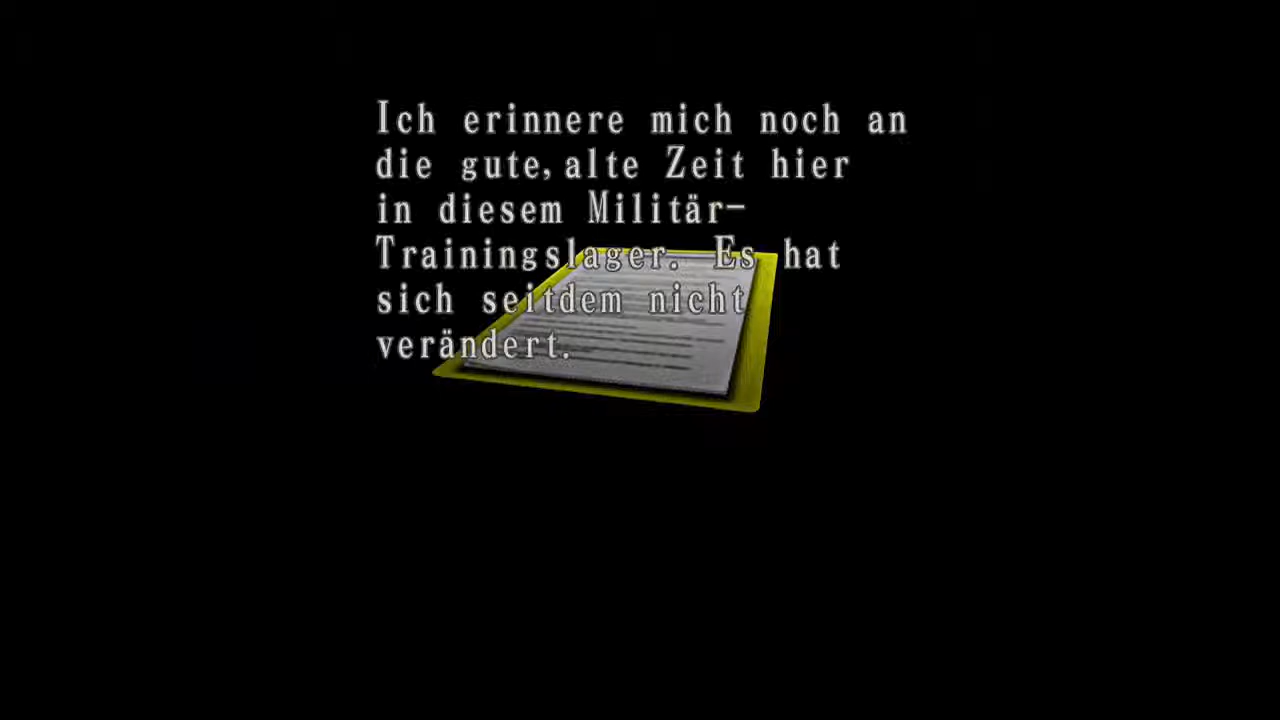 Ich erinnere mich noch an
die gute,alte Zeit hier
in diesem Militär-
Trainingslager. Es hat
sich seitdem nicht
verändert.